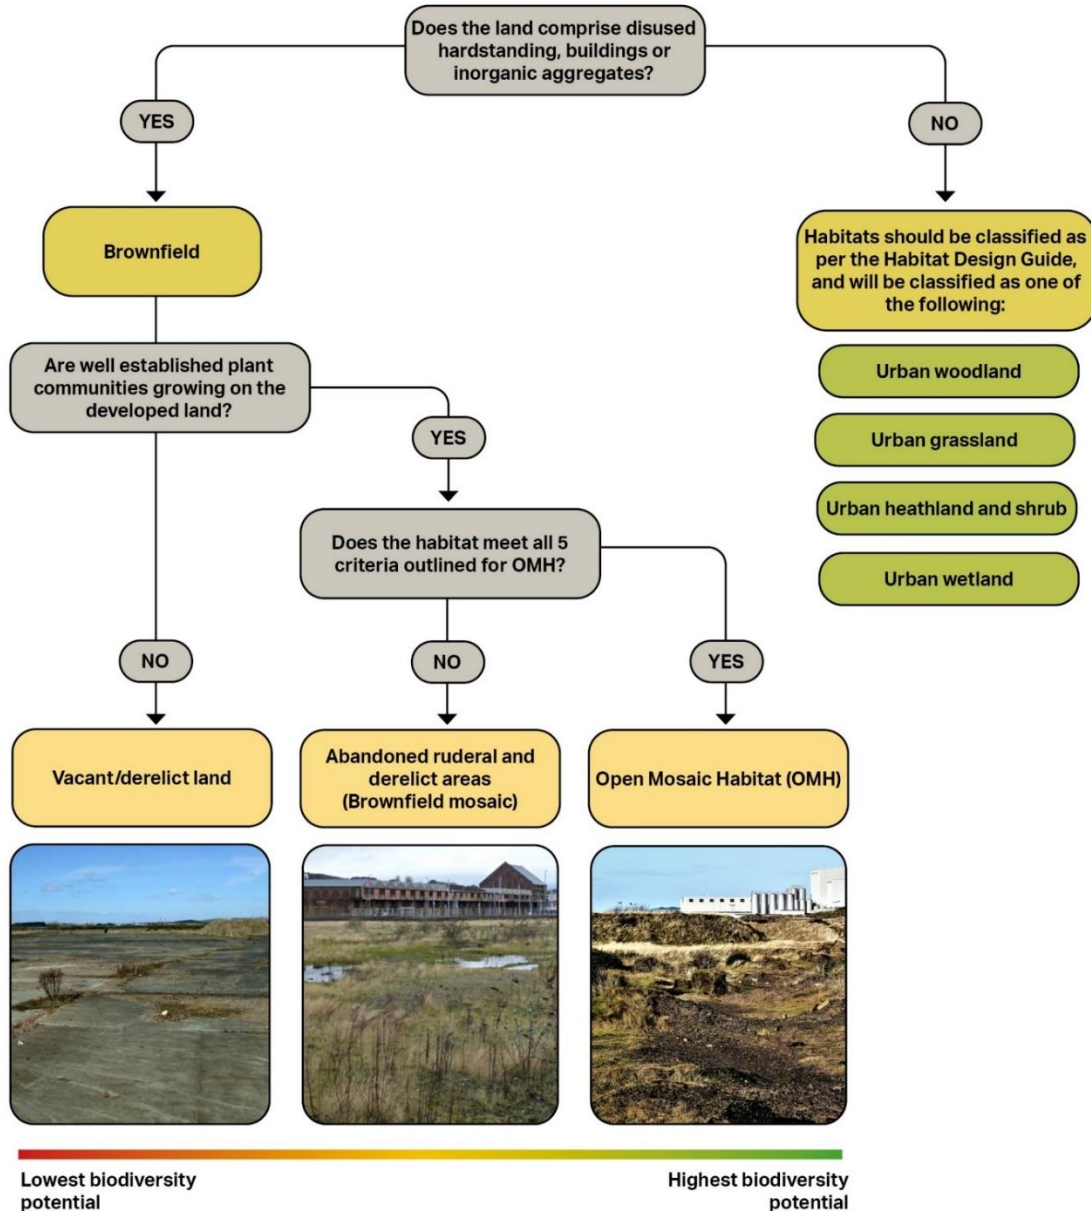 Does the land comprise disused
hardstanding, buildings or
inorganic aggregates?
YES
NO
Brownfield
Habitats should be classified as
per the Habitat Design Guide,
and will be classified as one of
the following:
Are well established plant
communities growing on the
developed land?
Urban woodland
YES
Urban grassland
Urban heathland and shrub
Does the habitat meet all 5
criteria outlined for OMH?
Urban wetland
NO
NO
YES
Vacant/derelict land
Abandoned ruderal and
derelict areas
(Brownfield mosaic)
Open Mosaic Habitat (OMH)
Lowest biodiversity
potential
Highest biodiversity
potential